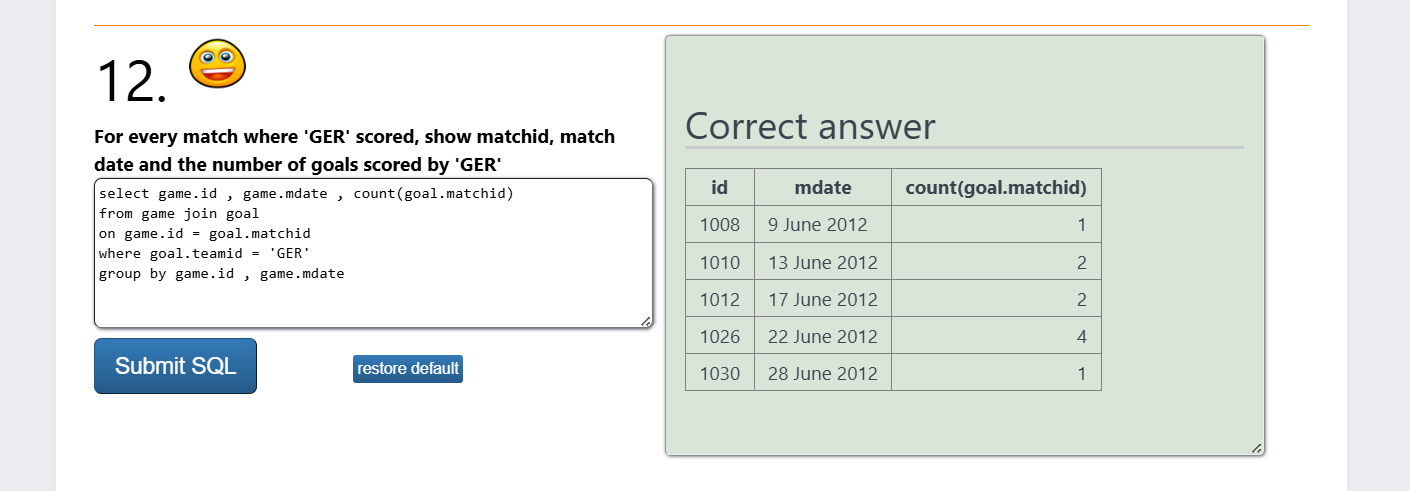 12.
For every match where 'GER' scored, show matchid, match
date and the number of goals scored by 'GER'
select game.id , game.mdate , count(goal.matchid)
from game join goal
on game.id = goal.matchid
where goal.teamid = 'GER'
group by game.id , game.mdate
Submit SQL
restore default
Correct answer
id mdate count(goal.matchid)
1008 9 June 2012 1
1010 13 June 2012 2
1012 17 June 2012 2
1026 22 June 2012 4
1030 28 June 2012 1